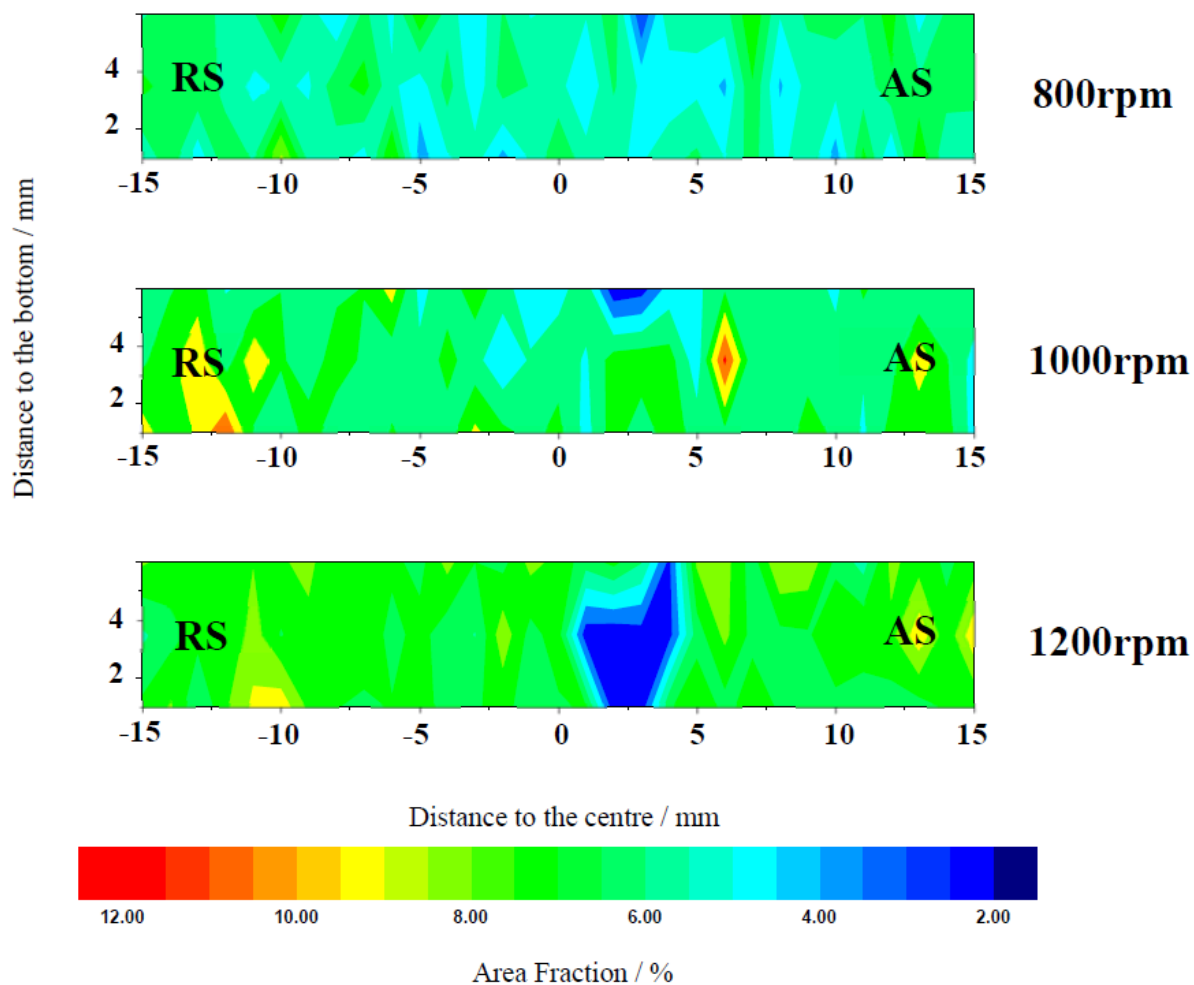 4
RS
AS
800rpm
2
-15
-10
-5
0
5
10
15
Distance to the bottom / mm
4
RS
AS
1000rpm
2
-15
-10
-5
0
5
10
15
4
RS
AS
1200rpm
2
-15
-10
-5
0
5
10
15
Distance to the centre / mm
12.00
10.00
8.00
6.00
4.00
2.00
Area Fraction / %